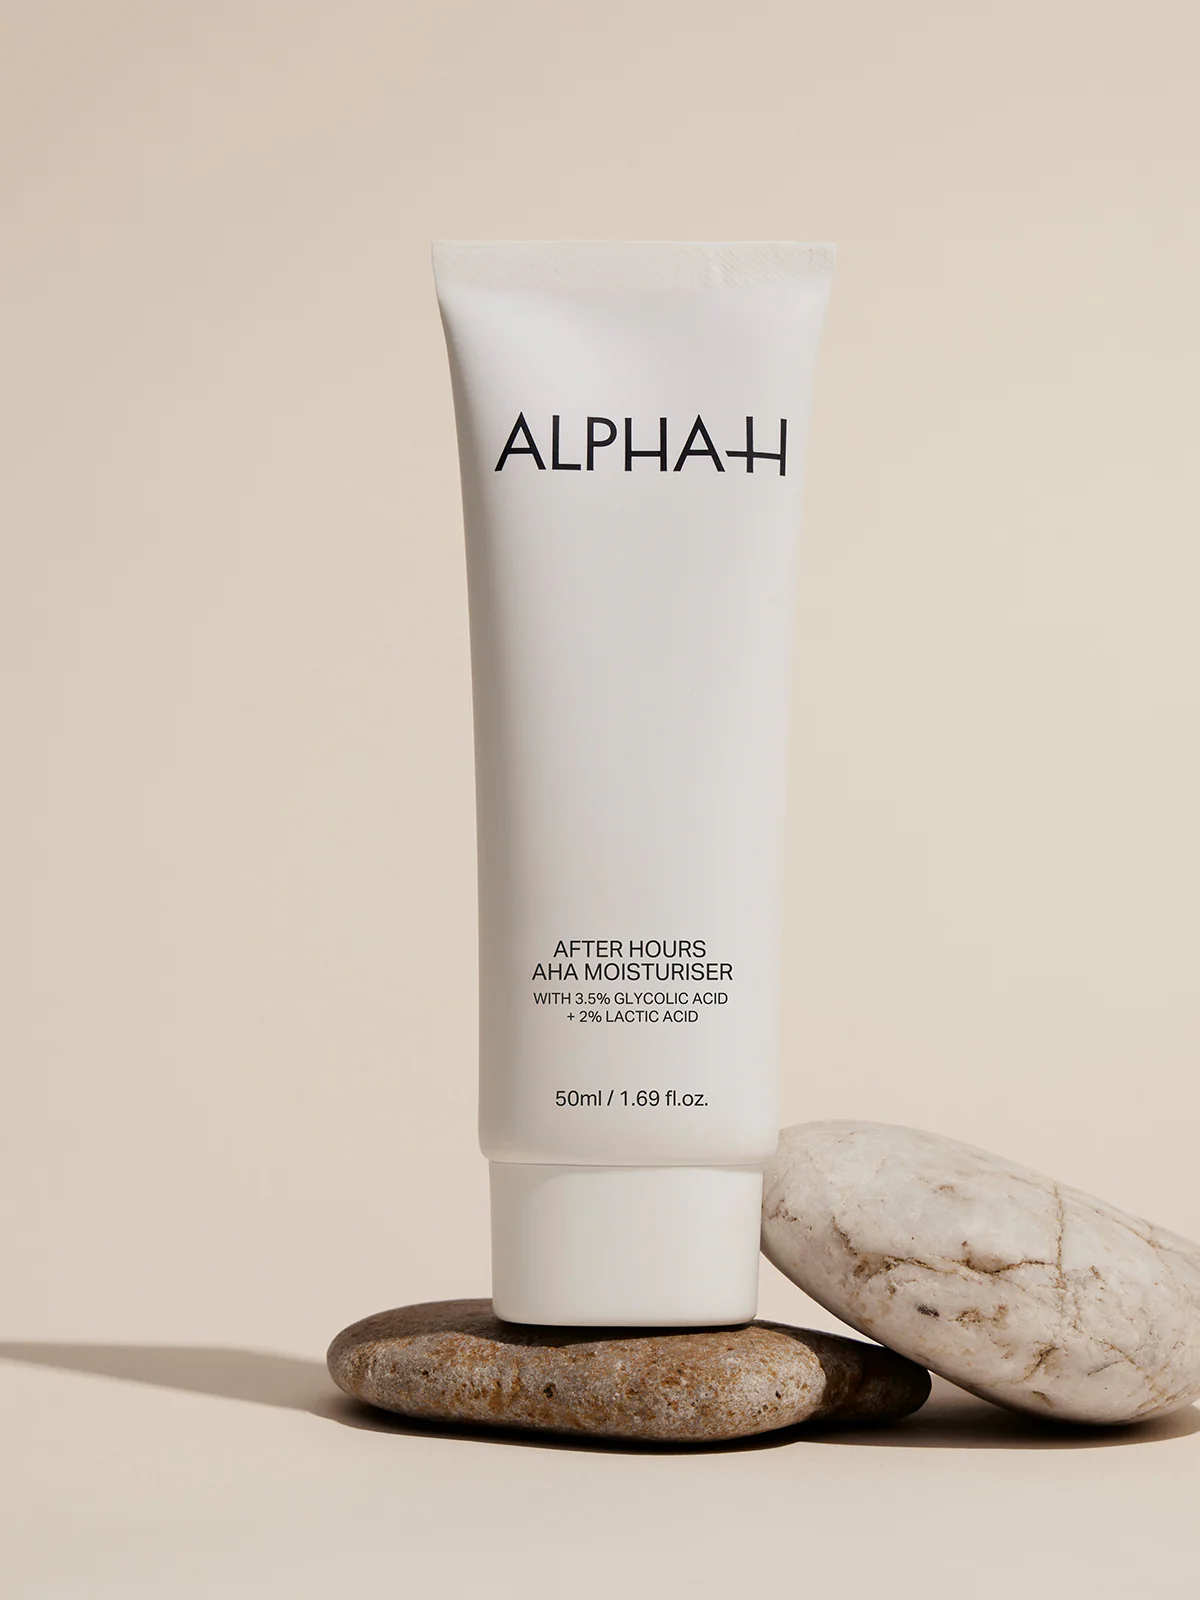 ALPHA-H
AFTER HOURS
AHA MOISTURISER
WITH 3.5% GLYCOLIC ACID
+ 2% LACTIC ACID
50ml / 1.69 fl.oz.